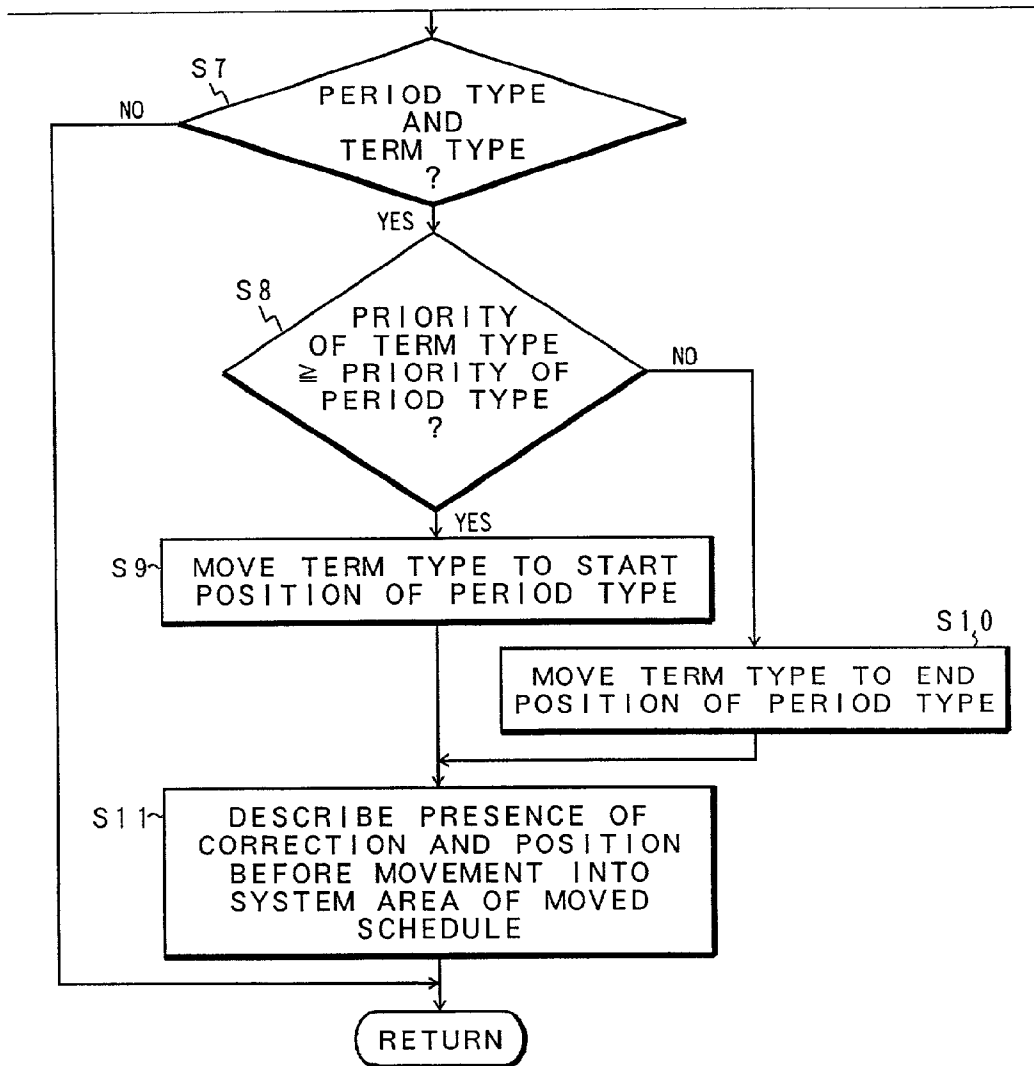 S7
NO
PERIOD TYPE
AND
TERM TYPE
?
YES
S8
PRIORITY
OF TERM TYPE
≧ PRIORITY OF
PERIOD TYPE
?
NO
YES
S9
MOVE TERM TYPE TO START
POSITION OF PERIOD TYPE
S10
MOVE TERM TYPE TO END
POSITION OF PERIOD TYPE
S11
DESCRIBE PRESENCE OF
CORRECTION AND POSITION
BEFORE MOVEMENT INTO
SYSTEM AREA OF MOVED
SCHEDULE
RETURN